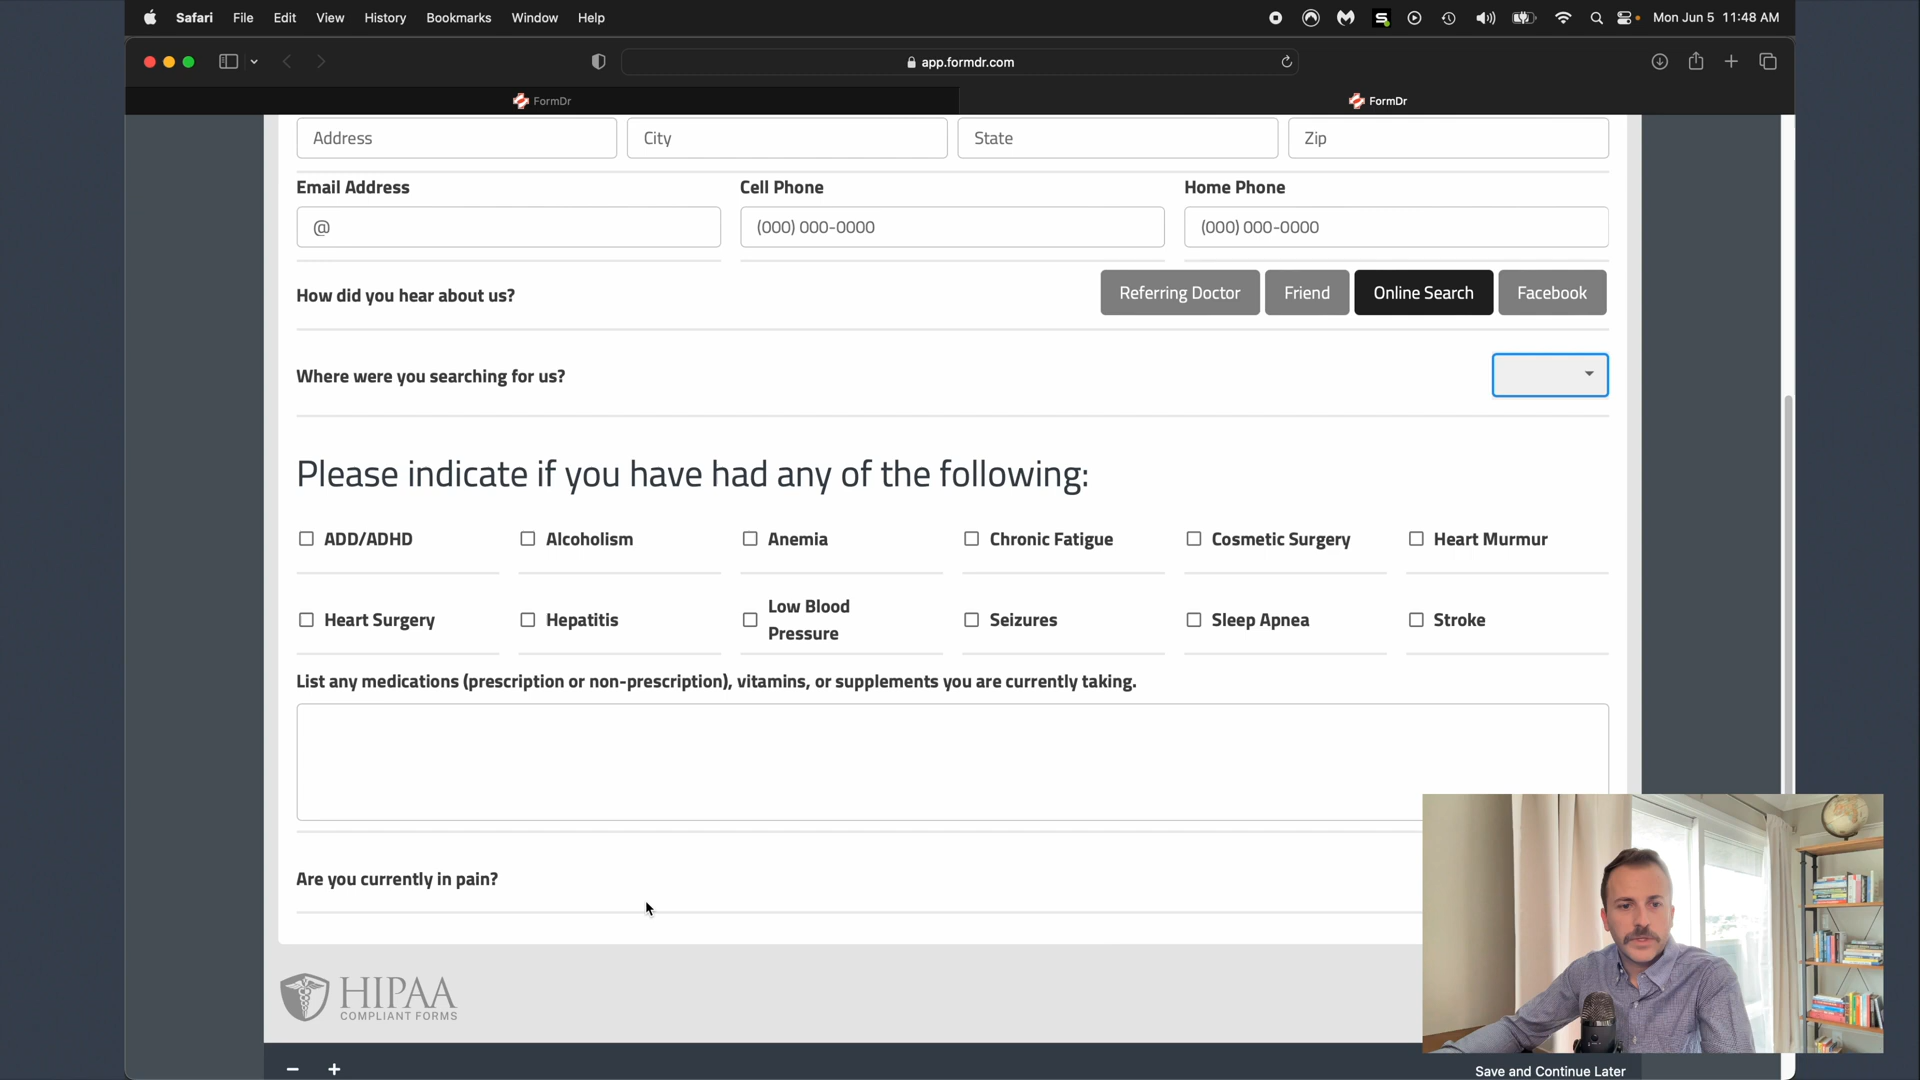 Safari File Edit View History Bookmarks Window Help
Mon Jun 5 11:48 AM
app.formdr.com
FormDr
FormDr
Address City State Zip
Email Address Cell Phone Home Phone
@ (000) 000-0000 (000) 000-0000
How did you hear about us? Referring Doctor Friend Online Search Facebook
Where were you searching for us?
Please indicate if you have had any of the following:
ADD/ADHD Alcoholism Anemia Chronic Fatigue Cosmetic Surgery Heart Murmur
Heart Surgery Hepatitis Low Blood Pressure Seizures Sleep Apnea Stroke
List any medications (prescription or non-prescription), vitamins, or supplements you are currently taking.
Are you currently in pain?
HIPAA
COMPLIANT FORMS
− +
Save and Continue Later